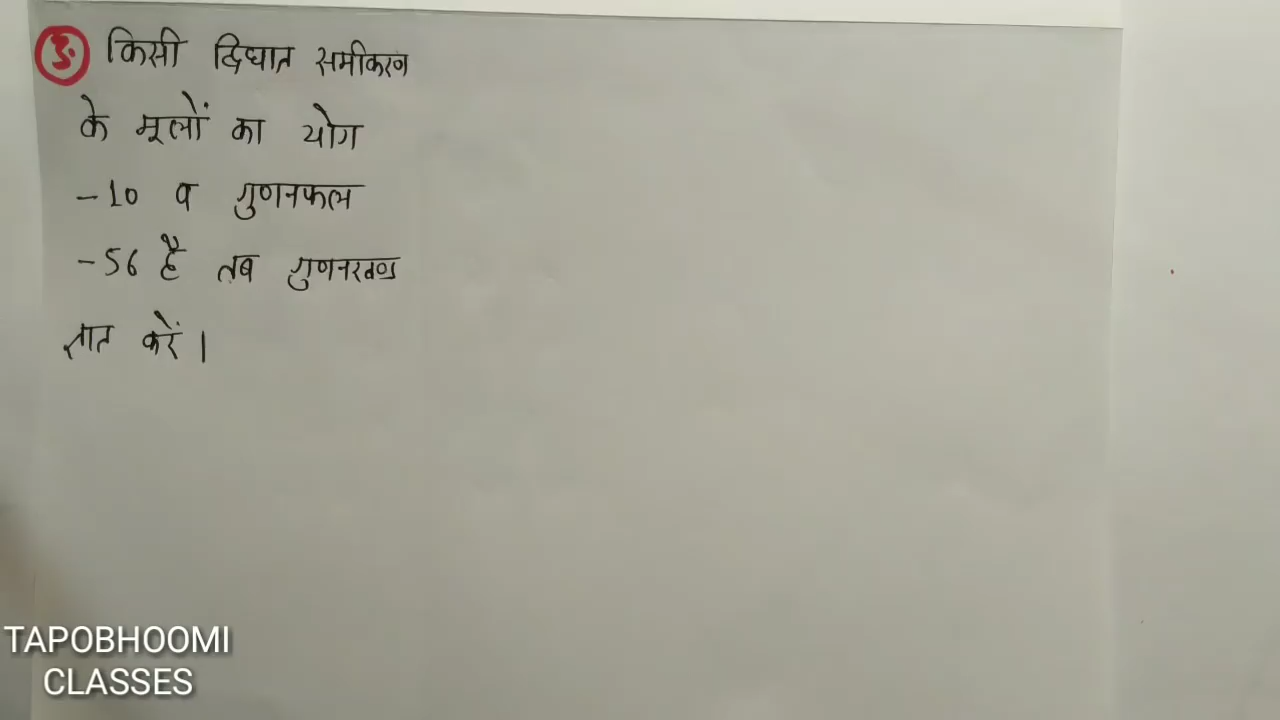 3. किसी द्विघात समीकरण
के मूलों का योग
-10 व गुणनफल
-56 है तब गुणनखण्ड
ज्ञात करें ।
TAPOBHOOMI
CLASSES